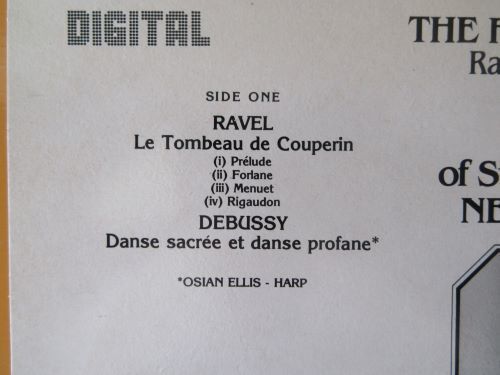 DIGITAL
SIDE ONE
RAVEL
Le Tombeau de Couperin
(i) Prélude
(ii) Forlane
(iii) Menuet
(iv) Rigaudon
DEBUSSY
Danse sacrée et danse profane*
*OSIAN ELLIS - HARP
THE
Ra
of S
NE